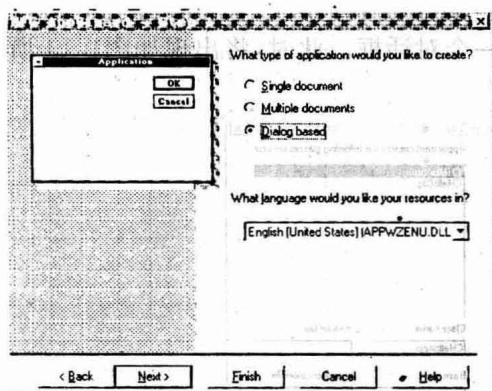 Application
OK
Cancel
What type of application would you like to create?
Single document
Multiple documents
Dialog based
What language would you like your resources in?
English [United States] (APPWZENU.DLL
< Back
Next >
Finish
Cancel
Help